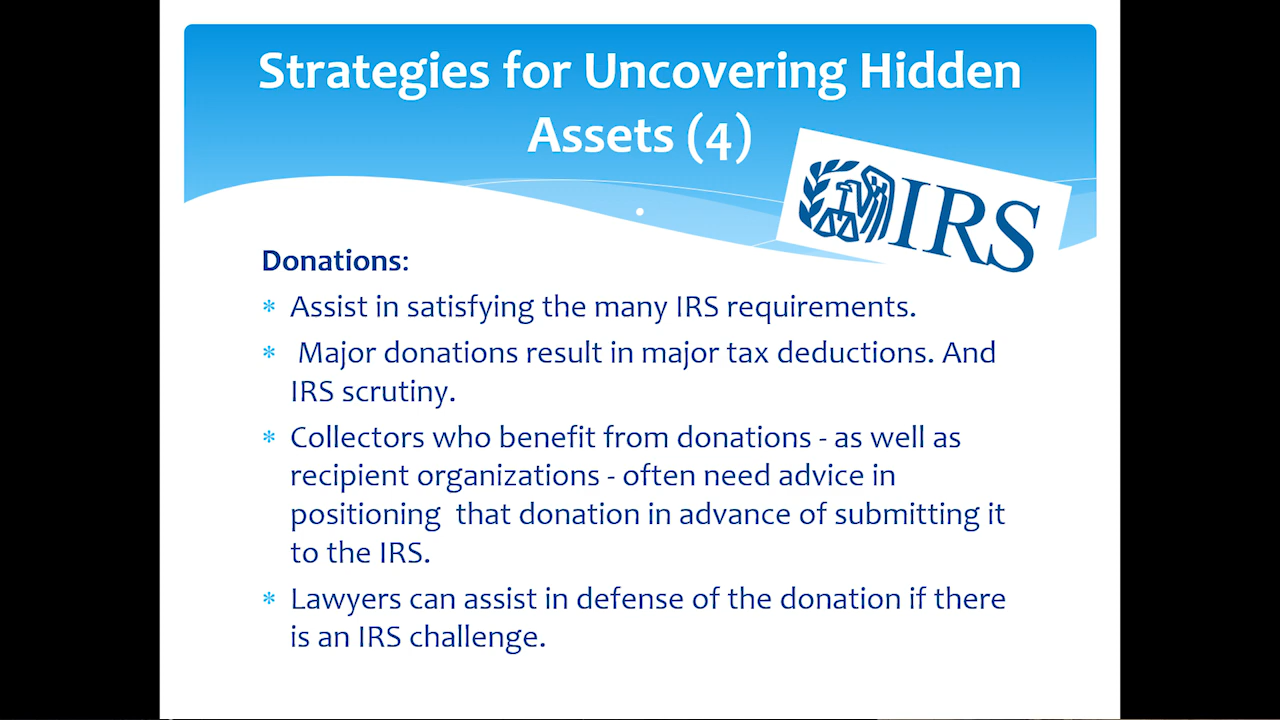 Strategies for Uncovering Hidden
Assets (4)
IRS
Donations:
* Assist in satisfying the many IRS requirements.
* Major donations result in major tax deductions. And
IRS scrutiny.
* Collectors who benefit from donations - as well as
recipient organizations - often need advice in
positioning  that donation in advance of submitting it
to the IRS.
* Lawyers can assist in defense of the donation if there
is an IRS challenge.